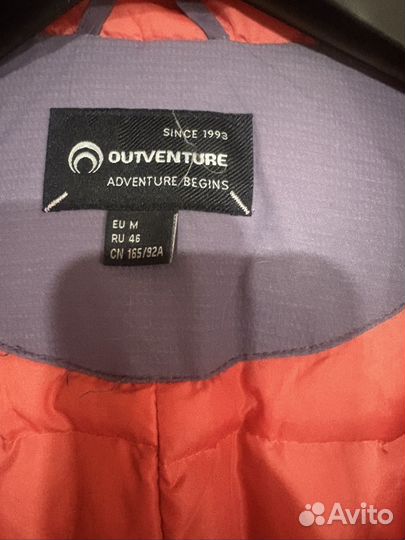 SINCE 1993
OUTVENTURE
ADVENTURE/BEGINS
EU M
RU 46
CN 165/92A
Avito